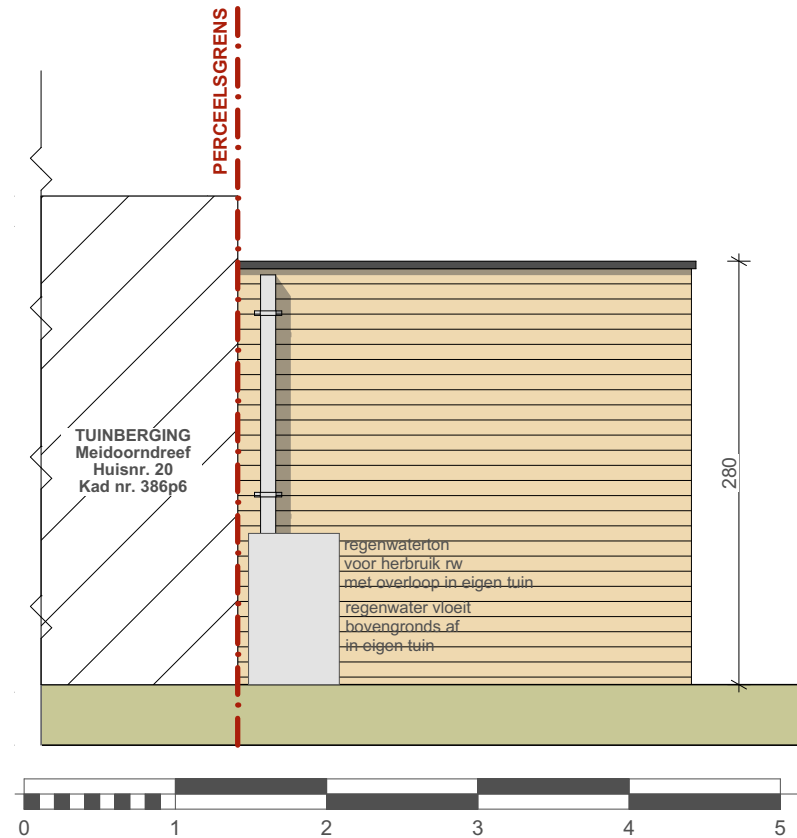 PERCEELSGRENS
TUINBERGING
Meidoorndreef
Huisnr. 20
Kad nr. 386p6
280
regenwaterton
voor herbruik rw
met overloop in eigen tuin
regenwater vloeit
bovengronds af
in eigen tuin
0 1 2 3 4 5